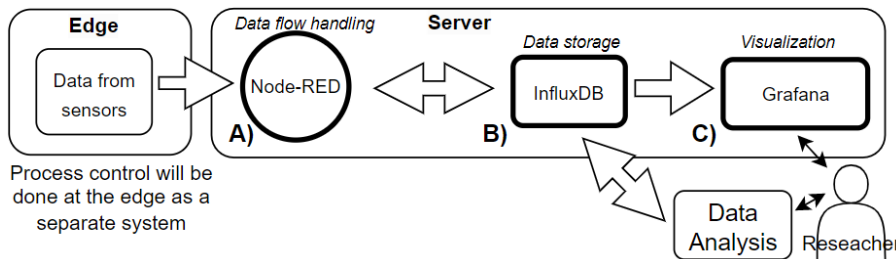 Edge
Data from
sensors
Process control will be
done at the edge as a
separate system
Data flow handling
Server
Node-RED
A)
Data storage
InfluxDB
B)
Visualization
Grafana
C)
Data
Analysis
Reseacher